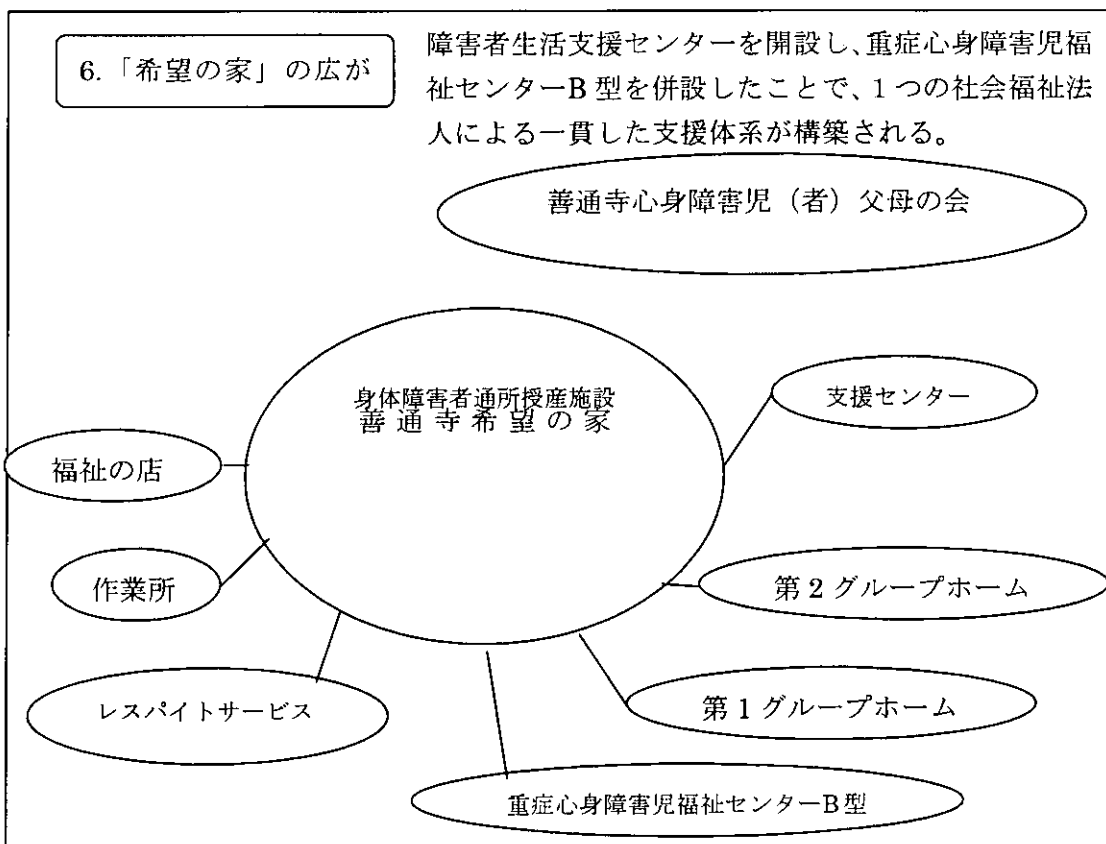 6.「希望の家」の広が
障害者生活支援センターを開設し、重症心身障害児福
祉センターB型を併設したことで、1つの社会福祉法
人による一貫した支援体系が構築される。
善通寺心身障害児（者）父母の会
身体障害者通所授産施設
善通寺希望の家
支援センター
福祉の店
作業所
第2グループホーム
レスパイトサービス
第1グループホーム
重症心身障害児福祉センターB型